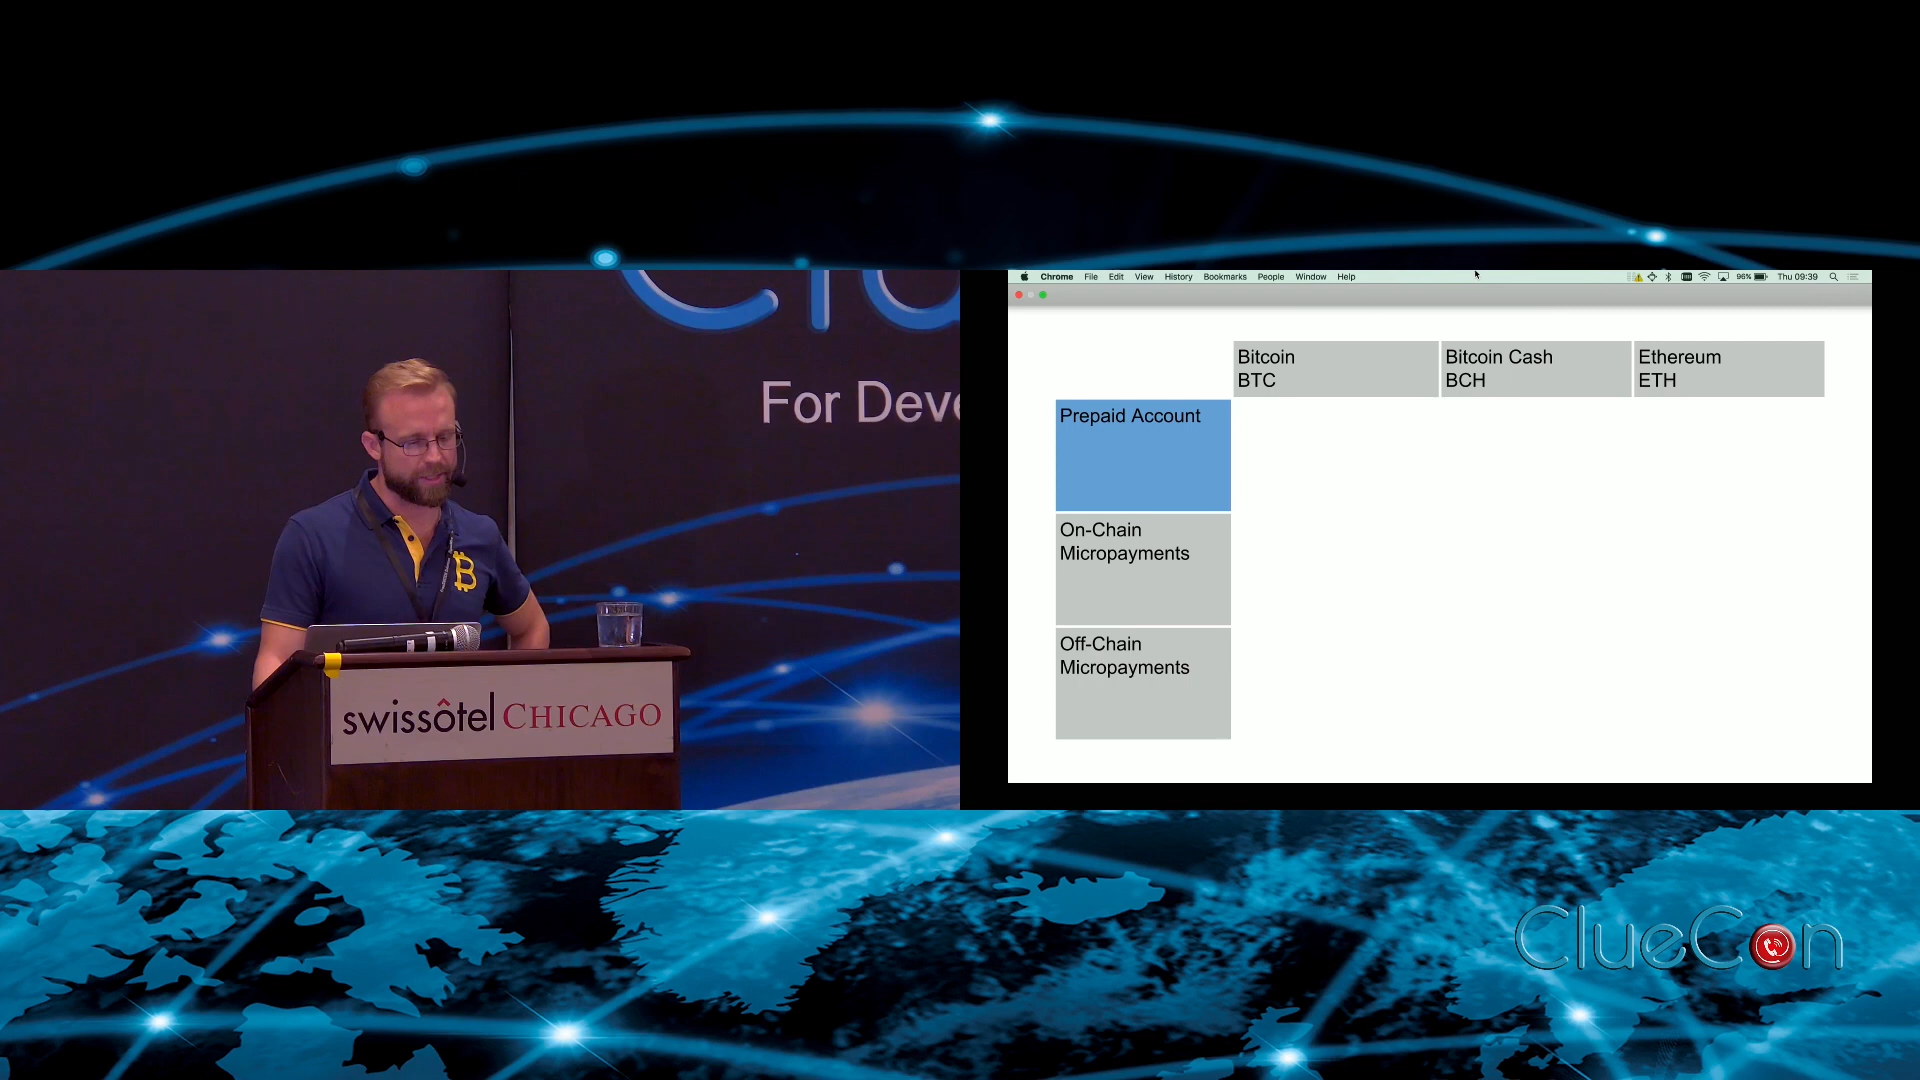 For Deve
swissôtel CHICAGO
Chrome File Edit View History Bookmarks People Window Help
96% Thu 09:39
Bitcoin
BTC
Bitcoin Cash
BCH
Ethereum
ETH
Prepaid Account
On-Chain
Micropayments
Off-Chain
Micropayments
ClueCon